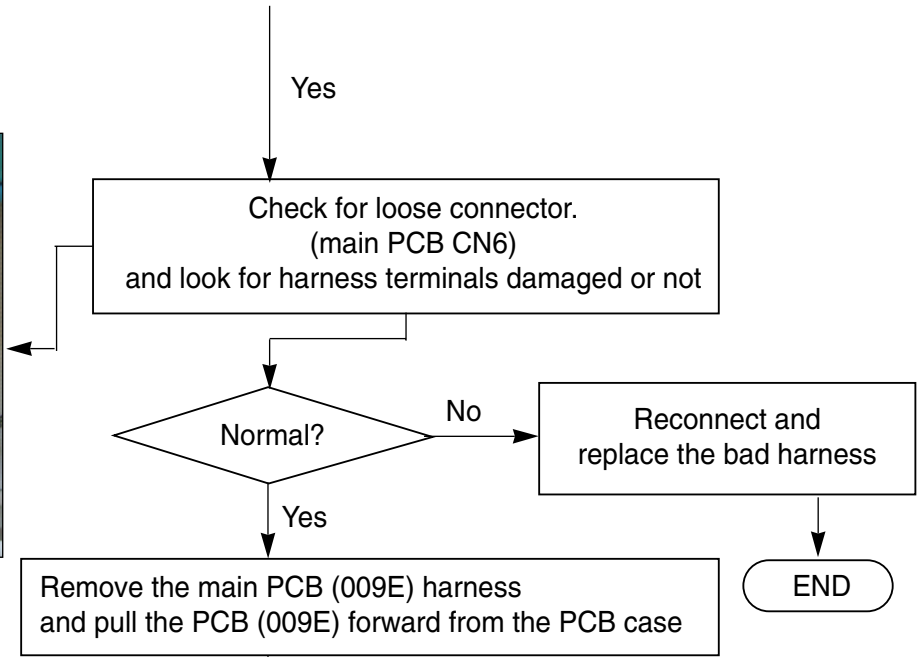 Yes
Check for loose connector.
(main PCB CN6)
and look for harness terminals damaged or not
Normal?
No
Reconnect and
replace the bad harness
Yes
END
Remove the main PCB (009E) harness
and pull the PCB (009E) forward from the PCB case